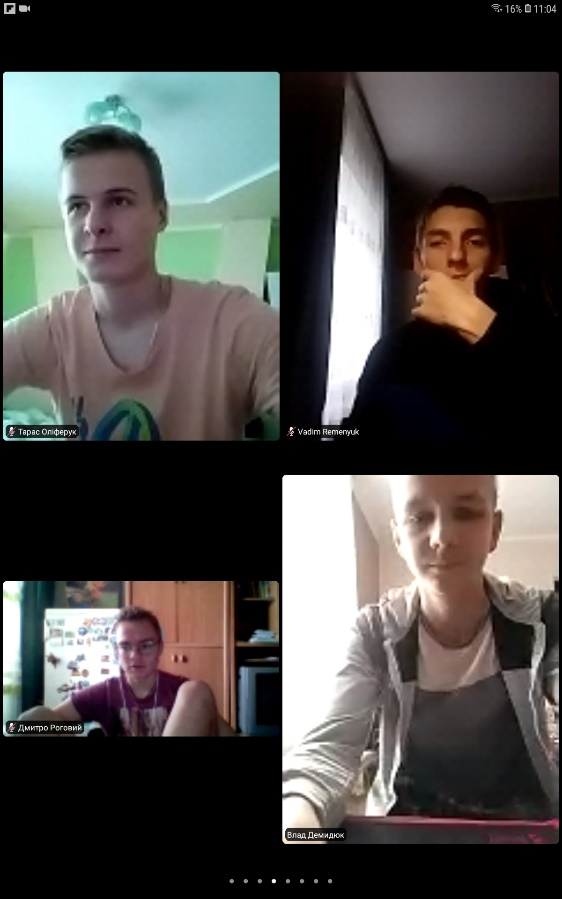 16% 11:04
Тарас Оліферук
Vadim Remenyuk
Дмитро Роговий
Влад Демидюк